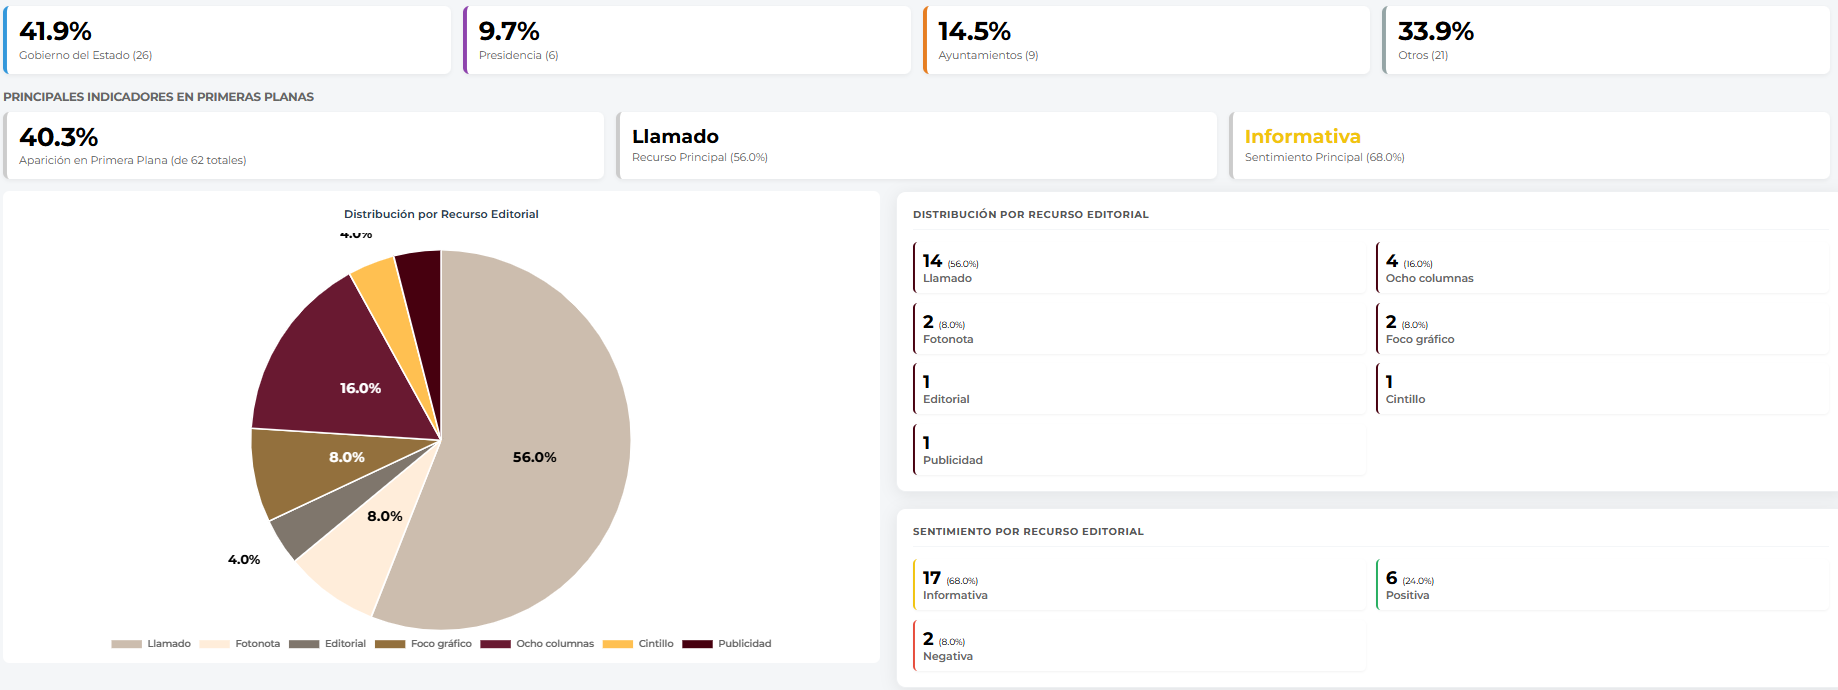 41.9%
Gobierno del Estado (26)
9.7%
Presidencia (6)
14.5%
Ayuntamientos (9)
33.9%
Otros (21)
PRINCIPALES INDICADORES EN PRIMERAS PLANAS
40.3%
Aparición en Primera Plana (de 62 totales)
Llamado
Recurso Principal (56.0%)
Informativa
Sentimiento Principal (68.0%)
Distribución por Recurso Editorial
4.0%
16.0%
8.0%
56.0%
8.0%
4.0%
Llamado
Fotonota
Editorial
Foco gráfico
Ocho columnas
Cintillo
Publicidad
DISTRIBUCIÓN POR RECURSO EDITORIAL
14 (56.0%)
Llamado
4 (16.0%)
Ocho columnas
2 (8.0%)
Fotonota
2 (8.0%)
Foco gráfico
1
Editorial
1
Cintillo
1
Publicidad
SENTIMIENTO POR RECURSO EDITORIAL
17 (68.0%)
Informativa
6 (24.0%)
Positiva
2 (8.0%)
Negativa